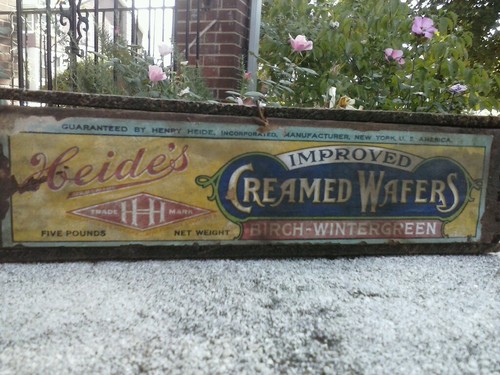 GUARANTEED BY HENRY HEIDE, INCORPORATED, MANUFACTURER, NEW YORK, U.S. AMERICA.
Heide's
TRADE H-H MARK
FIVE POUNDS NET WEIGHT
IMPROVED
CREAMED WAFERS
BIRCH-WINTERGREEN